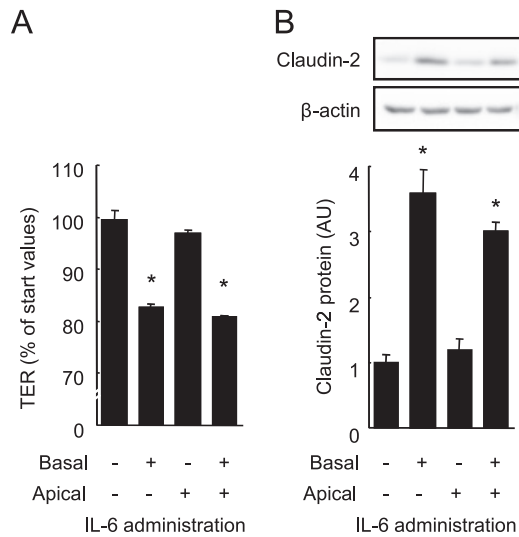 A
TER (% of start values)
110
100
90
80
70
0
*
*
Basal - + - +
Apical - - + +
IL-6 administration
B
Claudin-2
β-actin
Claudin-2 protein (AU)
4
3
2
1
0
*
*
Basal - + - +
Apical - - + +
IL-6 administration